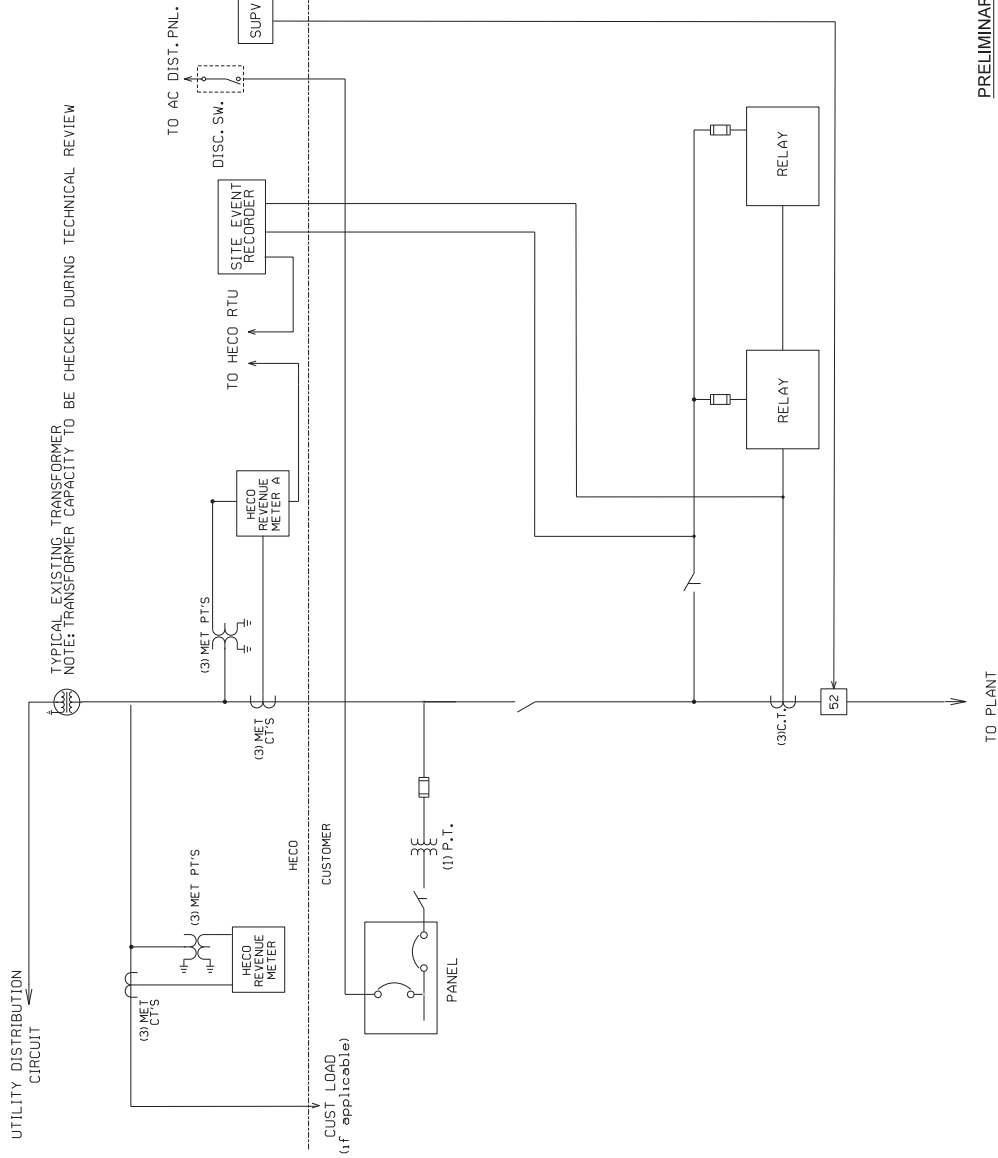 UTILITY DISTRIBUTION
CIRCUIT
TYPICAL EXISTING TRANSFORMER
NOTE: TRANSFORMER CAPACITY TO BE CHECKED DURING TECHNICAL REVIEW
(3) MET
CT'S
(3) MET PT'S
HECO
REVENUE
METER
(3) MET PT'S
(3) MET
CT'S
HECO
REVENUE
METER A
TO HECO RTU
SITE EVENT
RECORDER
DISC. SW.
TO AC DIST. PNL.
SUPV
HECO
CUSTOMER
CUST LOAD
(if applicable)
PANEL
(1) P.T.
RELAY
RELAY
(3)C.T.
52
TO PLANT